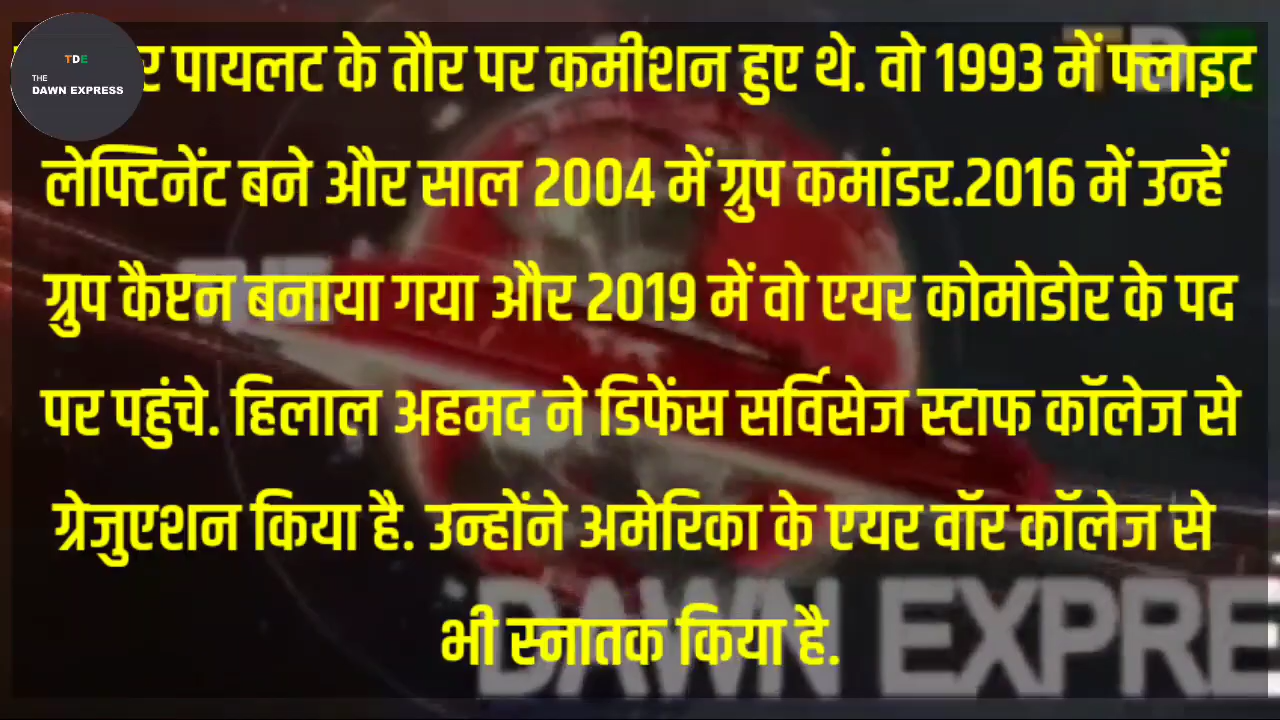 TDE
THE
DAWN EXPRESS
पायलट के तौर पर कमीशन हुए थे. वो 1993 में फ्लाइट
लेफ्टिनेंट बने और साल 2004 में ग्रुप कमांडर.2016 में उन्हें
ग्रुप कैप्टन बनाया गया और 2019 में वो एयर कोमोडोर के पद
पर पहुंचे. हिलाल अहमद ने डिफेंस सर्विसेज स्टाफ कॉलेज से
ग्रेजुएशन किया है. उन्होंने अमेरिका के एयर वॉर कॉलेज से
भी स्नातक किया है.
DAWN EXPRE